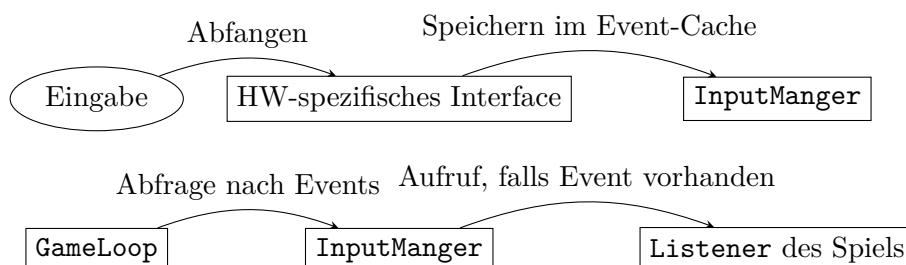 Abfangen
Speichern im Event-Cache
Eingabe
HW-spezifisches Interface
InputManger
Abfrage nach Events
Aufruf, falls Event vorhanden
GameLoop
InputManger
Listener des Spiels